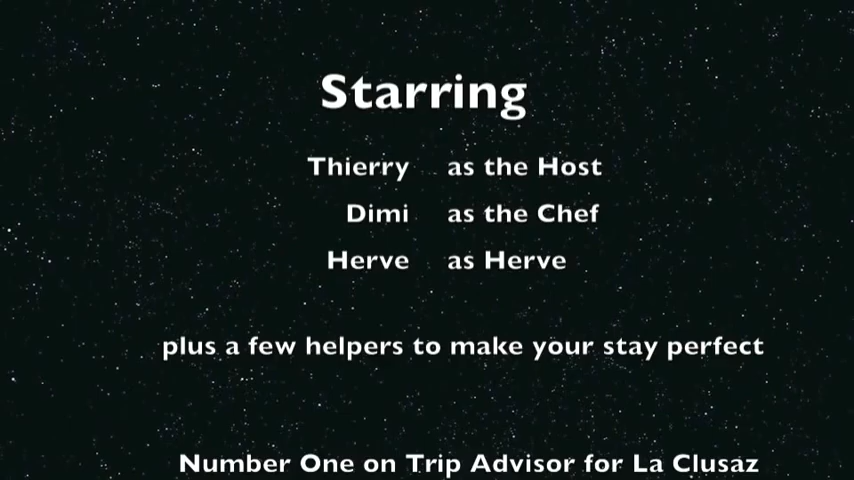 Starring
Thierry as the Host
Dimi as the Chef
Herve as Herve
plus a few helpers to make your stay perfect
Number One on Trip Advisor for La Clusaz